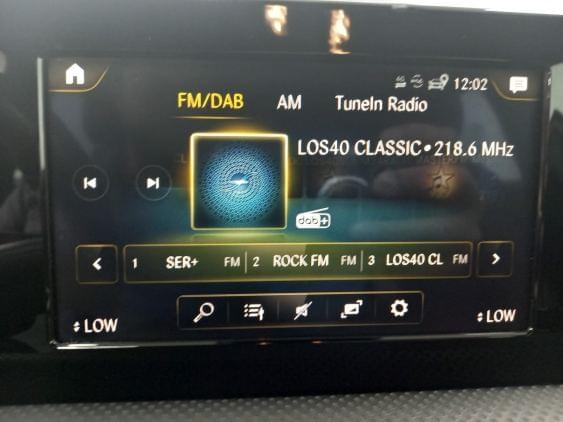 4G
12:02
FM/DAB AM TuneIn Radio
LOS40 CLASSIC•218.6 MHz
dab+
1 SER+ FM 2 ROCK FM FM 3 LOS40 CL FM
LOW
LOW